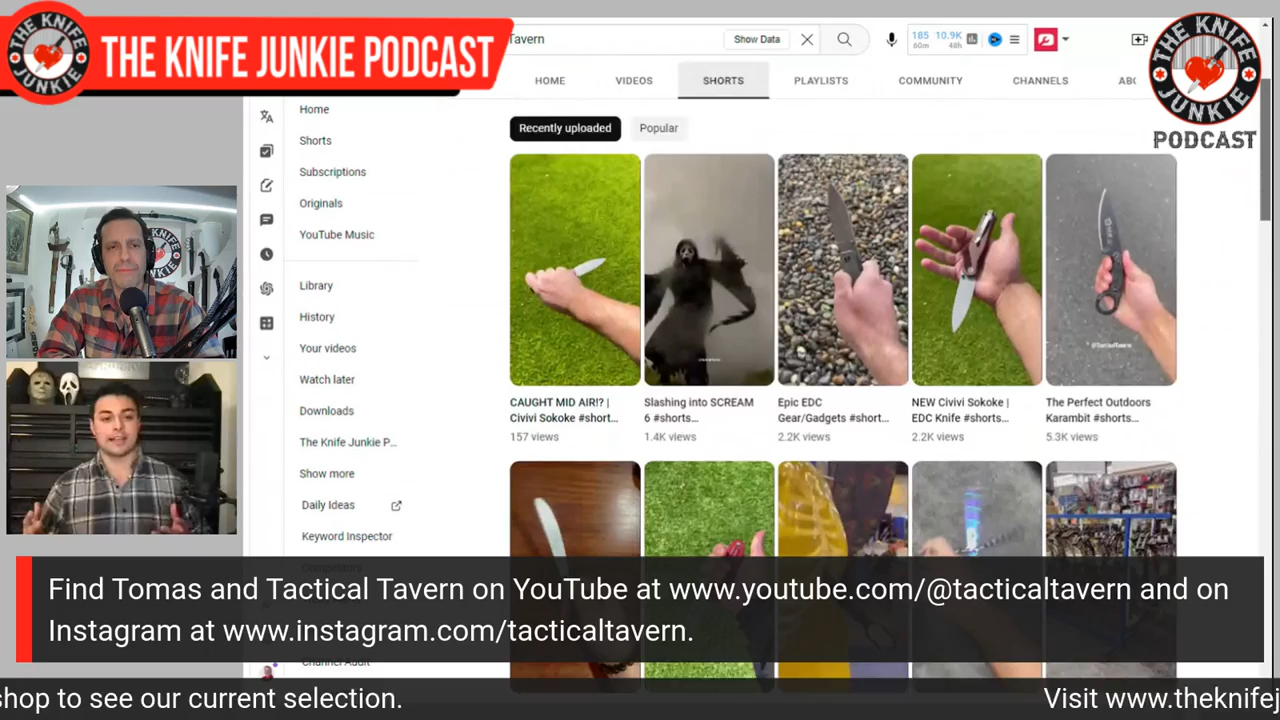 THE KNIFE
JUNKIE
THE KNIFE JUNKIE PODCAST
Tavern
Show Data
185 10.9K
60m 48h
THE KNIFE
JUNKIE
PODCAST
HOME
VIDEOS
SHORTS
PLAYLISTS
COMMUNITY
CHANNELS
Home
Shorts
Subscriptions
Originals
YouTube Music
Library
History
Your videos
Watch later
Downloads
The Knife Junkie P...
Show more
Daily Ideas
Keyword Inspector
Competitors
Channel Audit
Recently uploaded
Popular
CAUGHT MID AIR!? |
Civivi Sokoke #short...
157 views
Slashing into SCREAM
6 #shorts...
1.4K views
Epic EDC
Gear/Gadgets #short...
2.2K views
NEW Civivi Sokoke |
EDC Knife #shorts...
2.2K views
The Perfect Outdoors
Karambit #shorts...
5.3K views
Find Tomas and Tactical Tavern on YouTube at www.youtube.com/@tacticaltavern and on
Instagram at www.instagram.com/tacticaltavern.
shop to see our current selection.
Visit www.theknifej